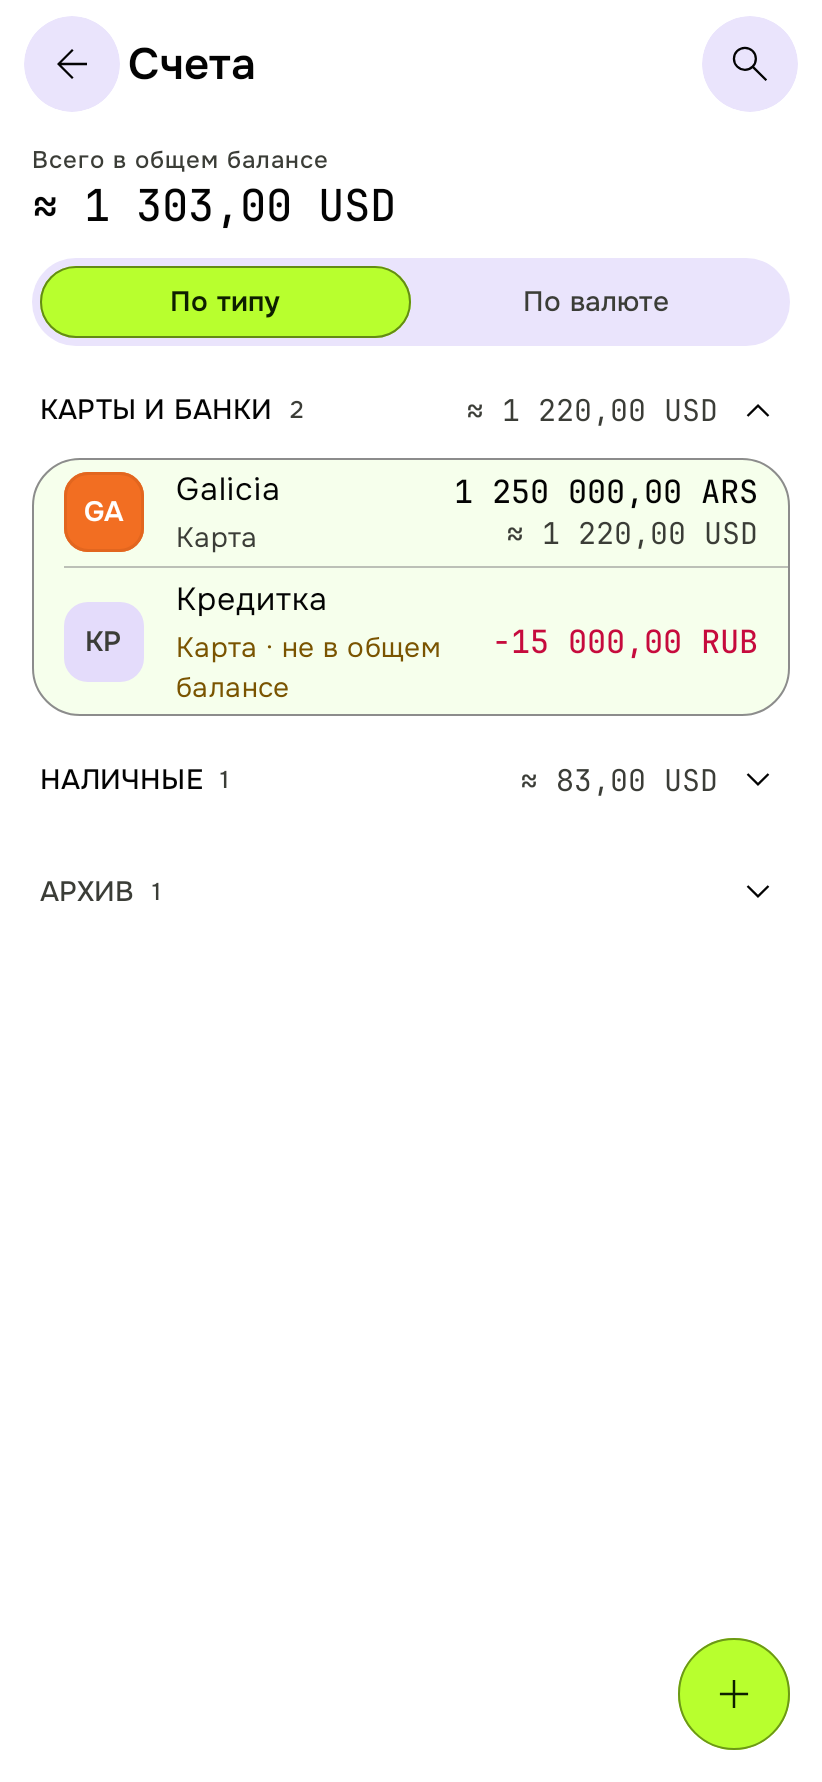 Счета
Всего в общем балансе
≈ 1 303,00 USD
По типу
По валюте
КАРТЫ И БАНКИ 2
≈ 1 220,00 USD
GA
Galicia
1 250 000,00 ARS
Карта
≈ 1 220,00 USD
КР
Кредитка
Карта · не в общем
балансе
-15 000,00 RUB
НАЛИЧНЫЕ 1
≈ 83,00 USD
АРХИВ 1